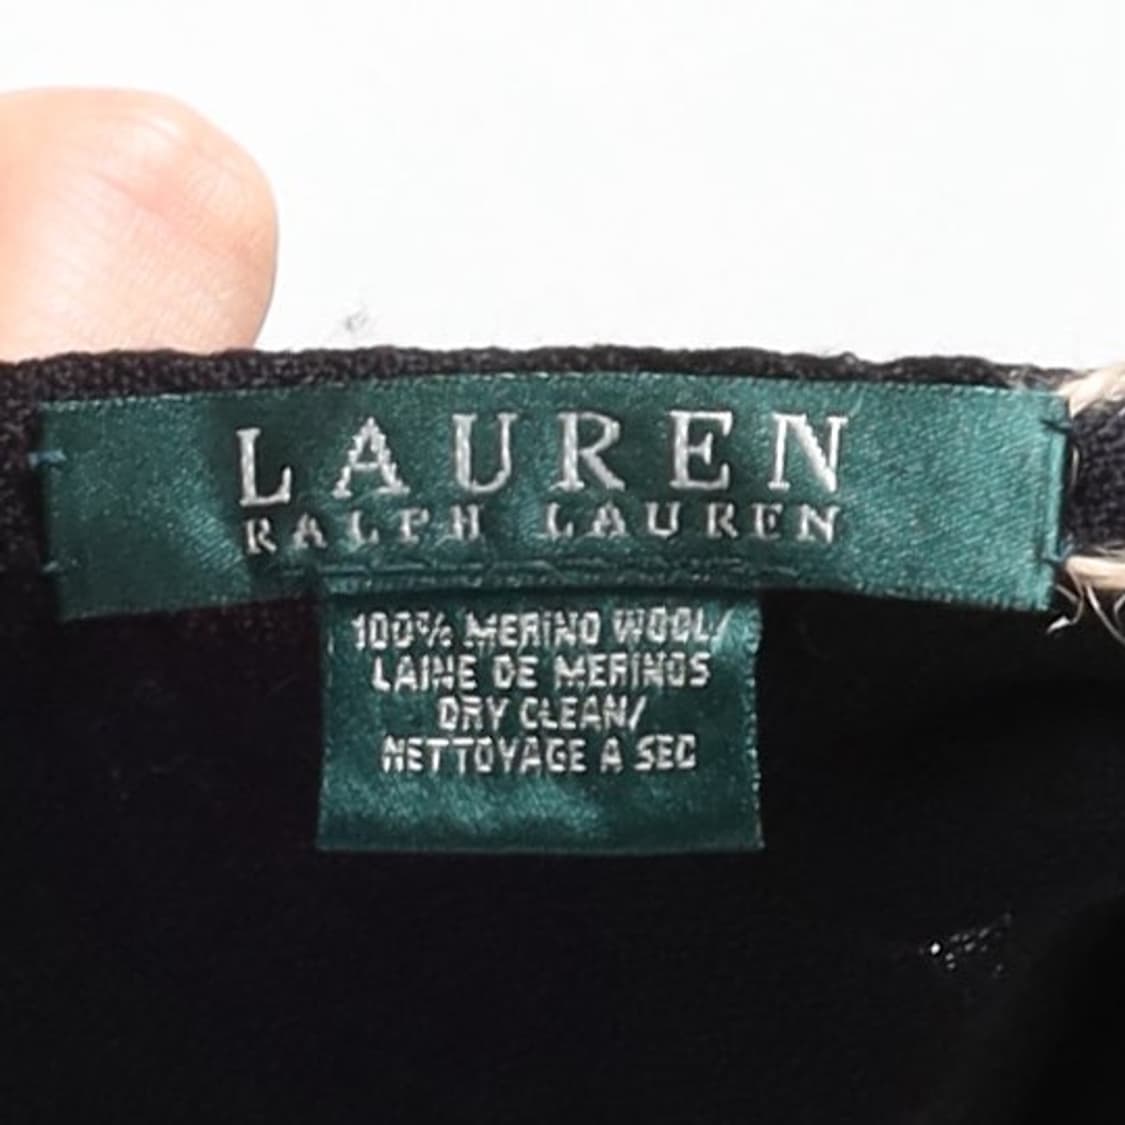 LAUREN
RALPH LAUREN
100% MERINO WOOL/
LAINE DE MERINOS
DRY CLEAN/
NETTOYAGE A SEC